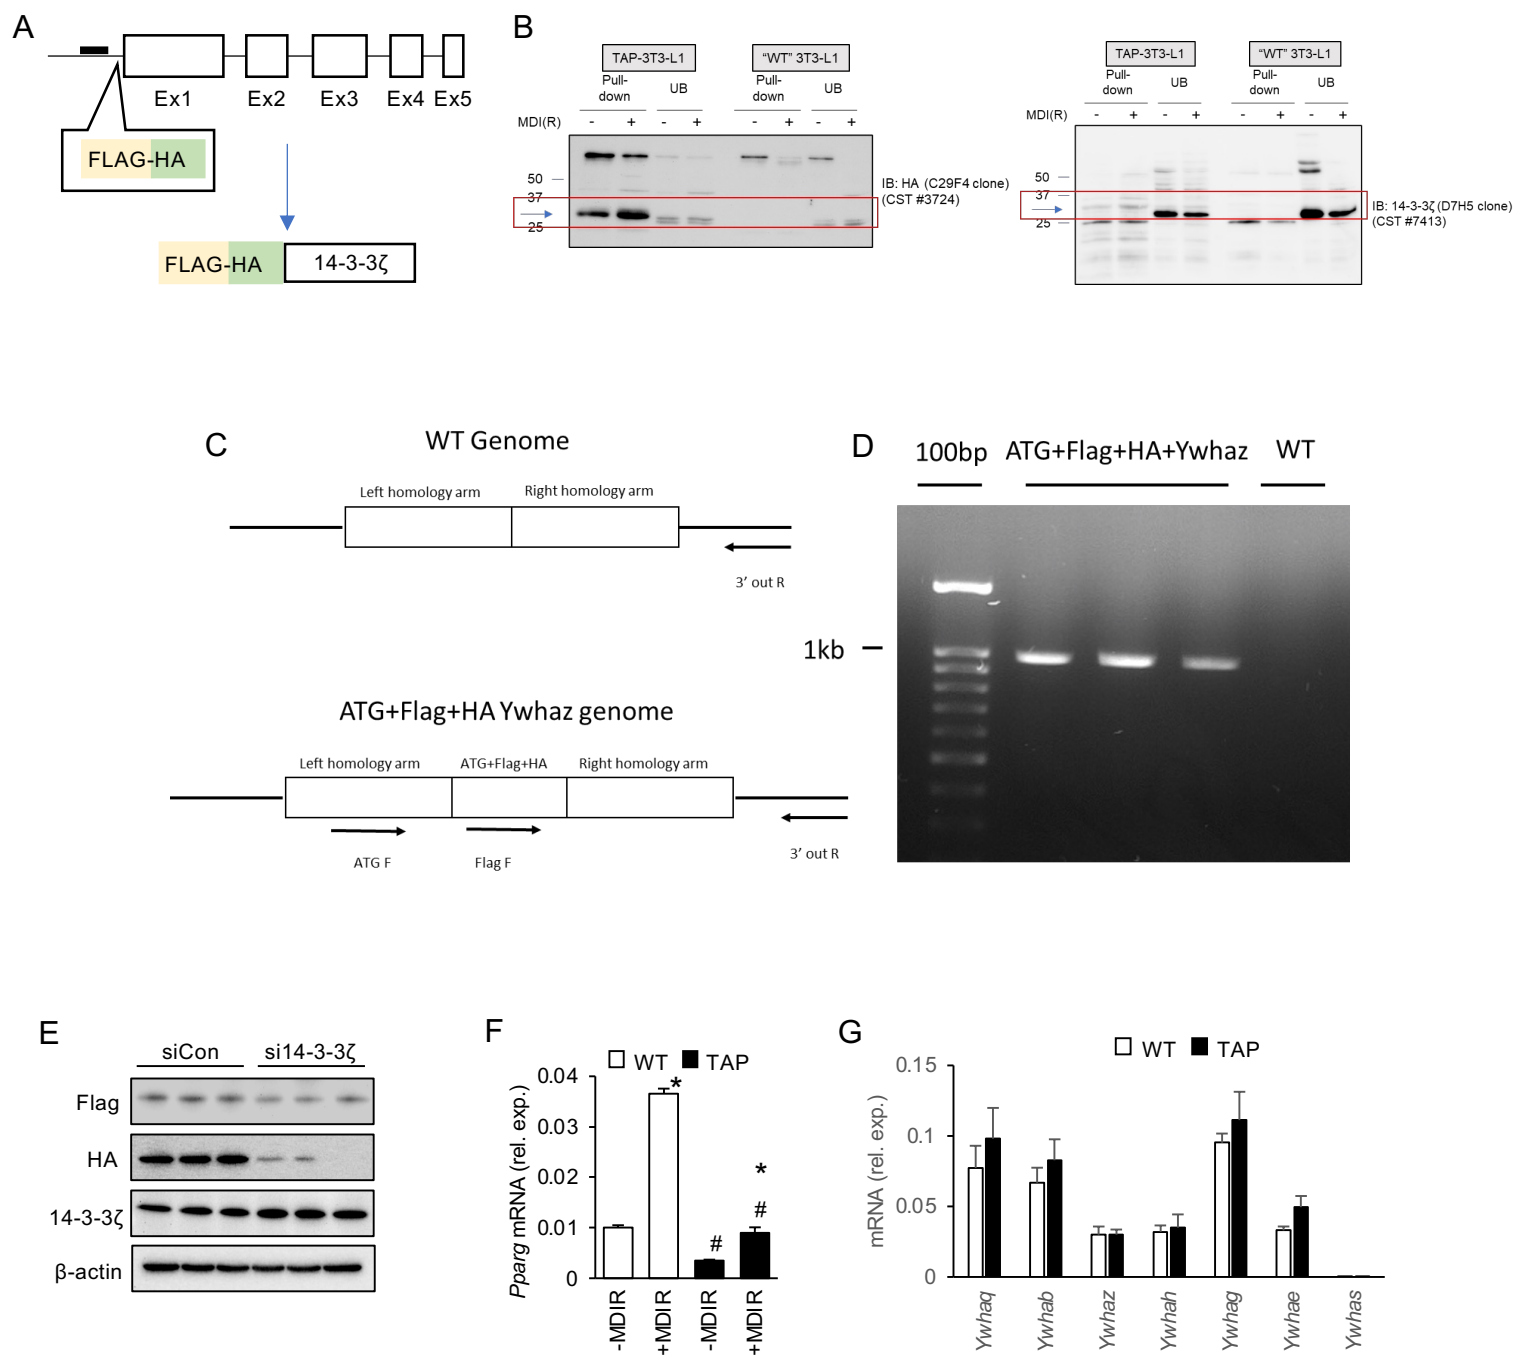 A
Ex1 Ex2 Ex3 Ex4 Ex5
FLAG-HA
FLAG-HA 14-3-3ζ
B
TAP-3T3-L1 “WT” 3T3-L1
Pull-down UB Pull-down UB
MDI(R) - + - + - + - +
50
37
25
IB: HA (C29F4 clone)
(CST #3724)
TAP-3T3-L1 “WT” 3T3-L1
Pull-down UB Pull-down UB
MDI(R) - + - + - + - +
50
37
25
IB: 14-3-3ζ (D7H5 clone)
(CST #7413)
C
WT Genome
Left homology arm Right homology arm
3’ out R
ATG+Flag+HA Ywhaz genome
Left homology arm ATG+Flag+HA Right homology arm
ATG F Flag F 3’ out R
D
100bp ATG+Flag+HA+Ywhaz WT
1kb
E
siCon si14-3-3ζ
Flag
HA
14-3-3ζ
β-actin
F
WT TAP
Pparg mRNA (rel. exp.)
0.04
0.03
0.02
0.01
0
*
#
*
#
-MDIR +MDIR -MDIR +MDIR
G
WT TAP
mRNA (rel. exp.)
0.15
0.1
0.05
0
Ywhaq Ywhab Ywhaz Ywhah Ywhag Ywhae Ywhas